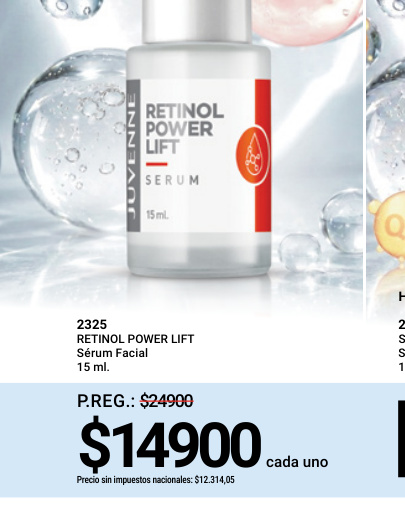 JUVENNE
RETINOL
POWER
LIFT
SERUM
15 ml.
2325
RETINOL POWER LIFT
Sérum Facial
15 ml.
P.REG.: $24900
$14900 cada uno
Precio sin impuestos nacionales: $12.314,05